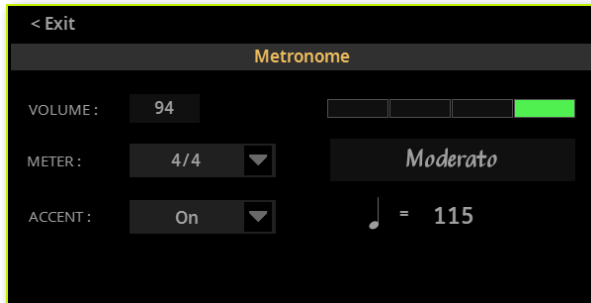 < Exit
Metronome
VOLUME : 94
METER : 4/4 Moderato
ACCENT : On = 115